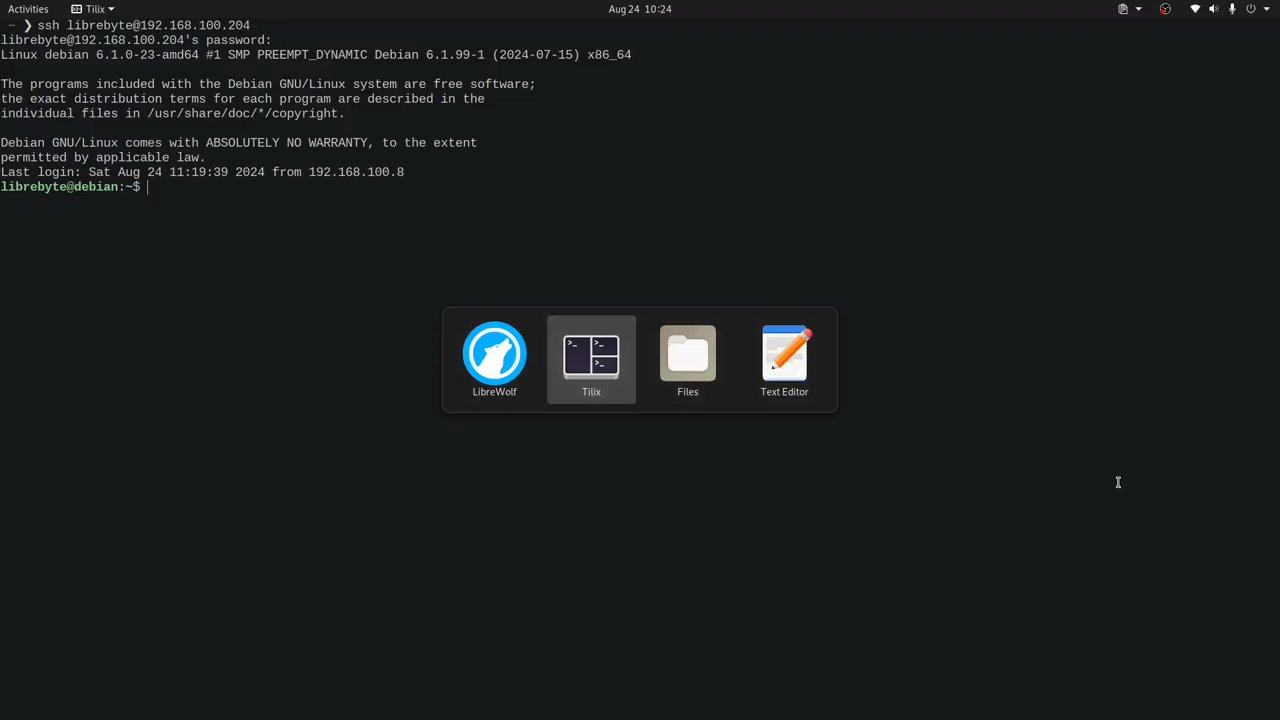 Activities
Tilix
Aug 24 10:24
~ ❯ ssh librebyte@192.168.100.204
librebyte@192.168.100.204's password:
Linux debian 6.1.0-23-amd64 #1 SMP PREEMPT_DYNAMIC Debian 6.1.99-1 (2024-07-15) x86_64
The programs included with the Debian GNU/Linux system are free software;
the exact distribution terms for each program are described in the
individual files in /usr/share/doc/*/copyright.
Debian GNU/Linux comes with ABSOLUTELY NO WARRANTY, to the extent
permitted by applicable law.
Last login: Sat Aug 24 11:19:39 2024 from 192.168.100.8
librebyte@debian:~$
LibreWolf
Tilix
Files
Text Editor